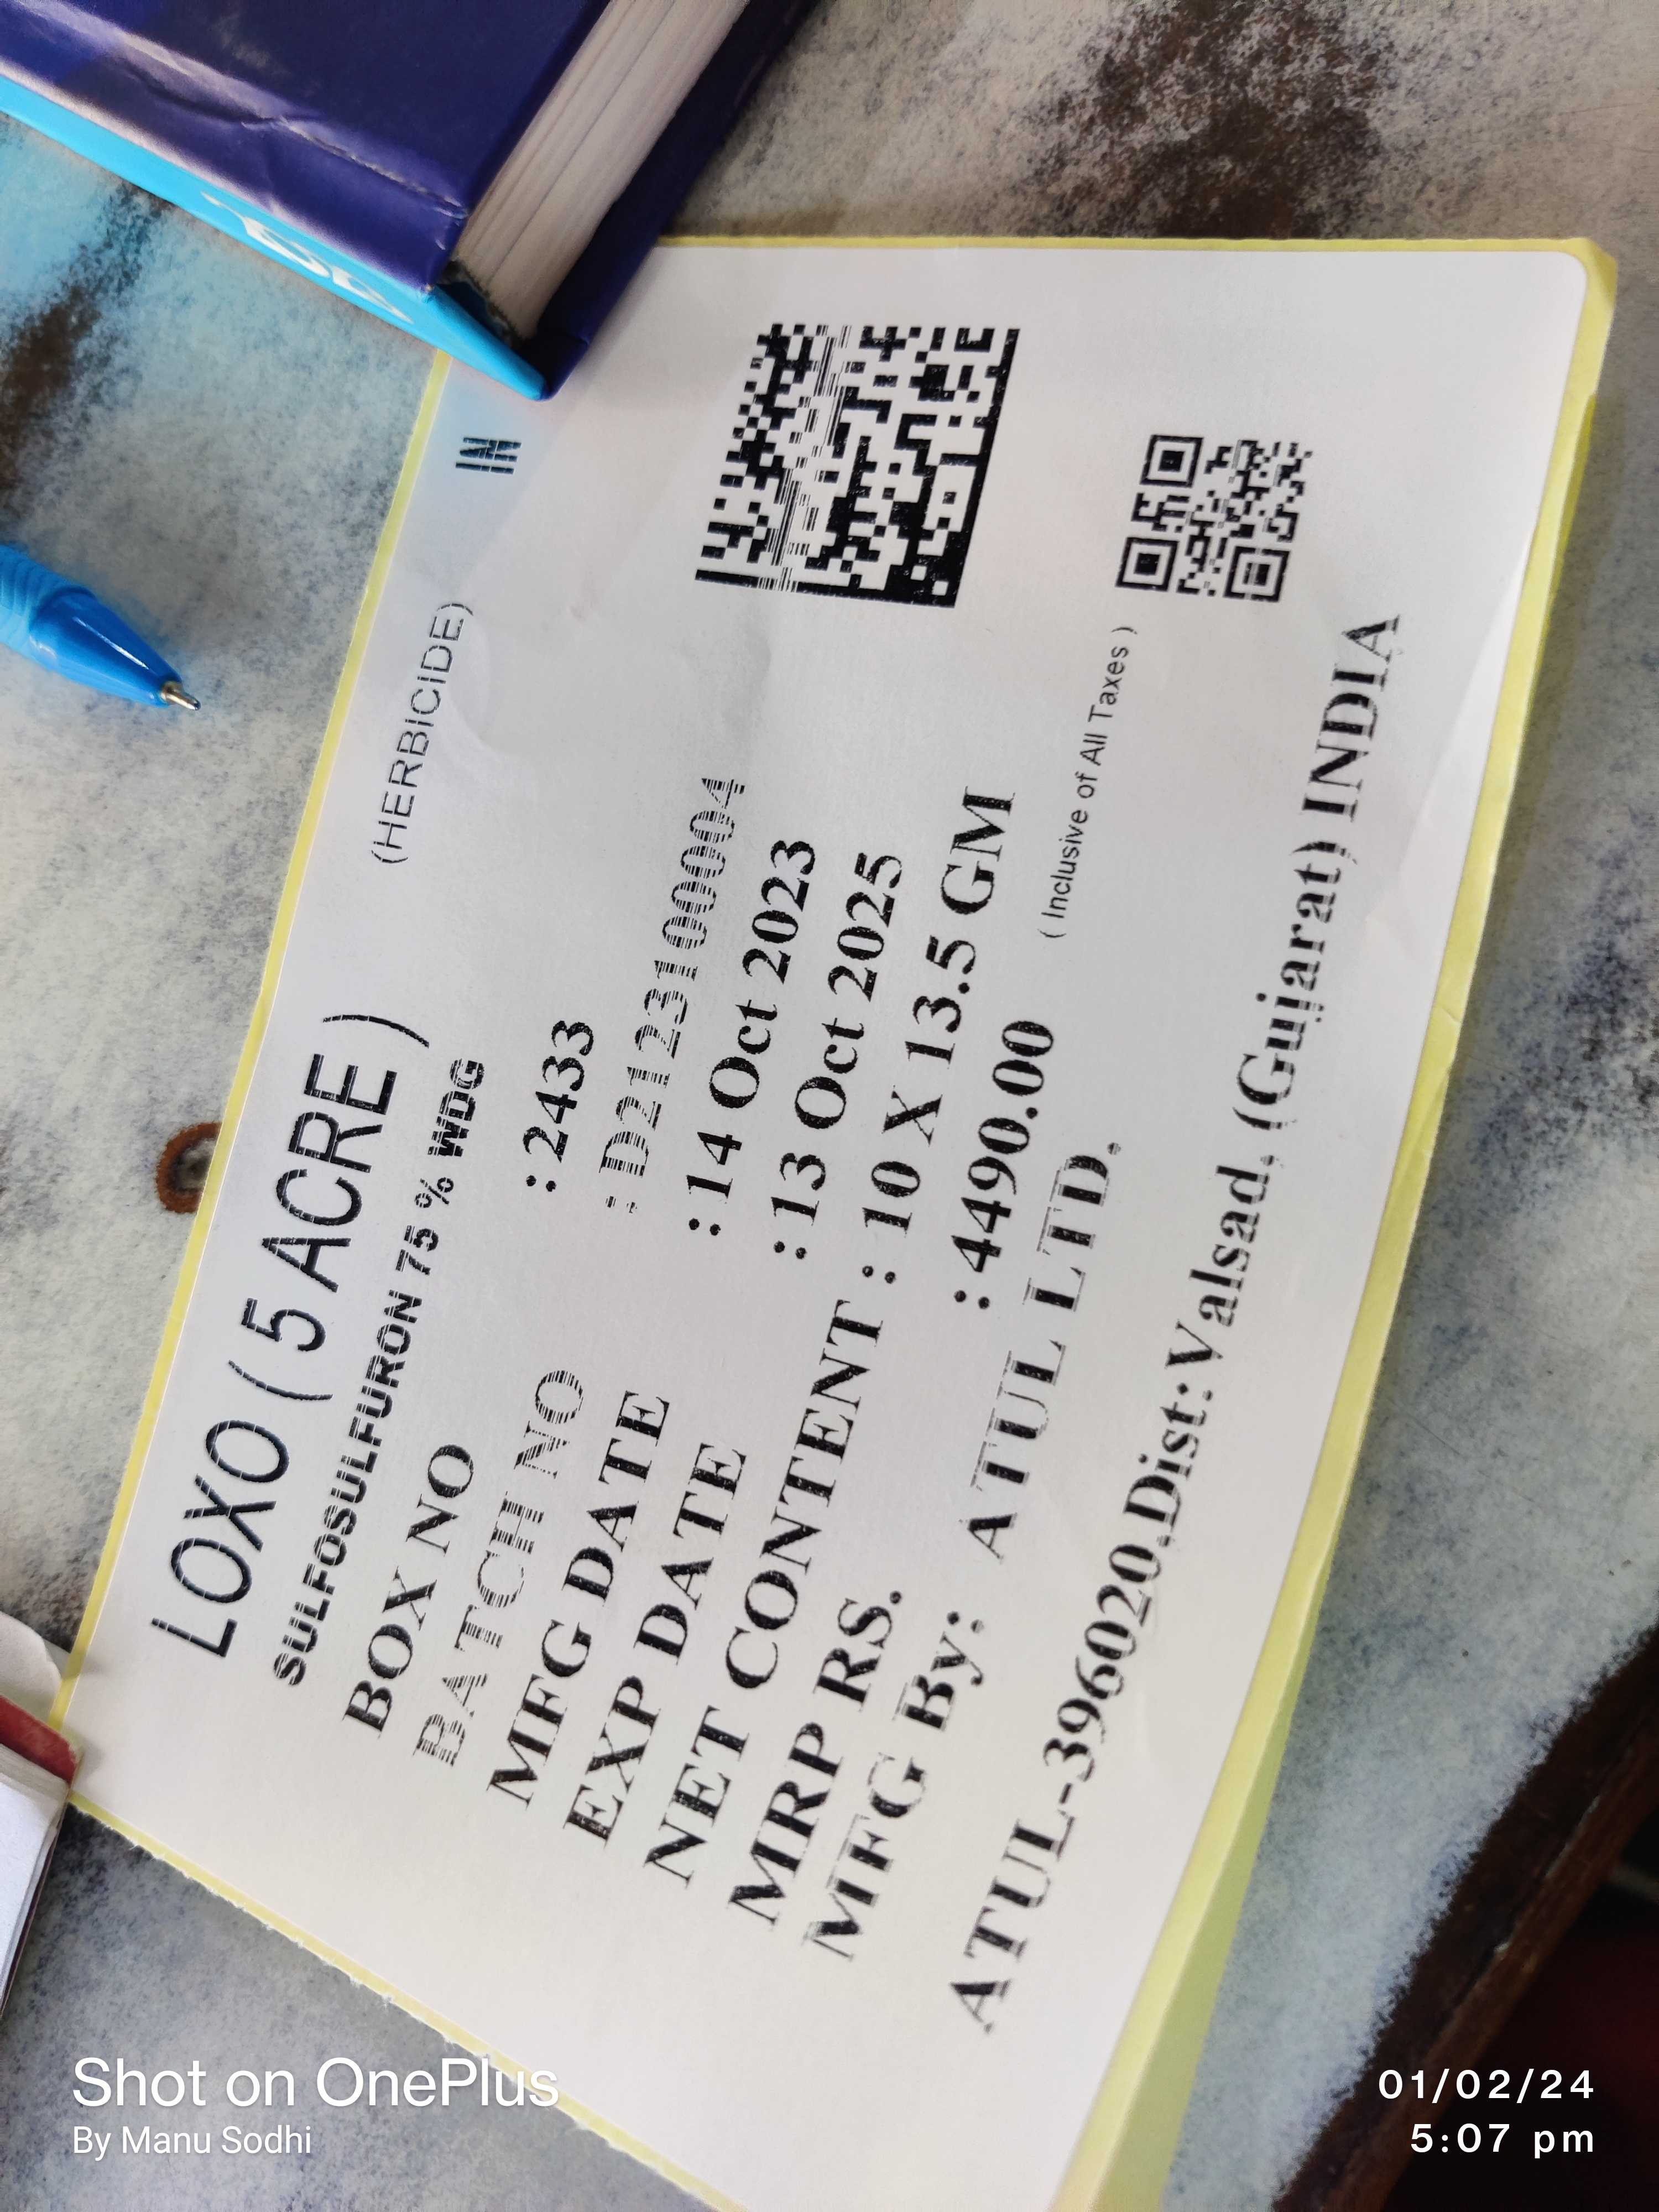 LOXO ( 5 ACRE )
(HERBICIDE)
IN
SULFOSULFURON 75 % WDG
BOX NO :2433
BATCH NO :D2123100004
MFG DATE :14 Oct 2023
EXP DATE :13 Oct 2025
NET CONTENT : 10 X 13.5 GM
MRP RS. :4490.00 ( Inclusive of All Taxes )
MFG By: ATUL LTD.
ATUL-396020,Dist:Valsad, (Gujarat) INDIA
Shot on OnePlus
By Manu Sodhi
01/02/24
5:07 pm